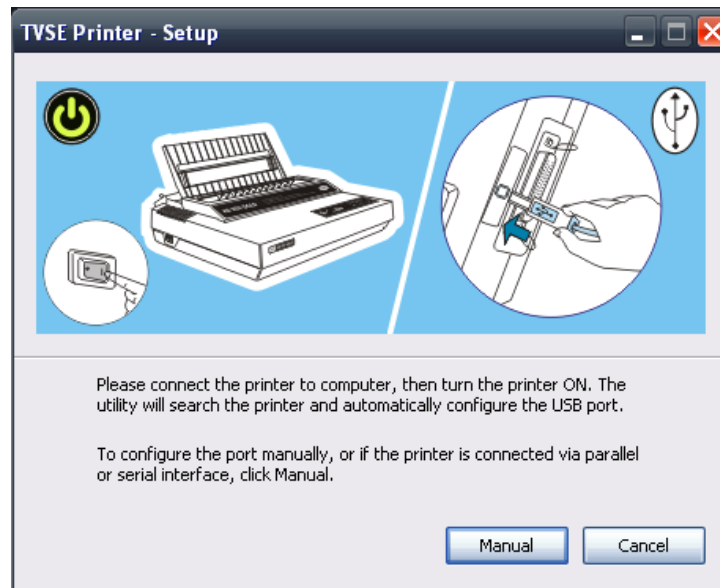 TVSE Printer - Setup
Please connect the printer to computer, then turn the printer ON. The
utility will search the printer and automatically configure the USB port.
To configure the port manually, or if the printer is connected via parallel
or serial interface, click Manual.
Manual
Cancel